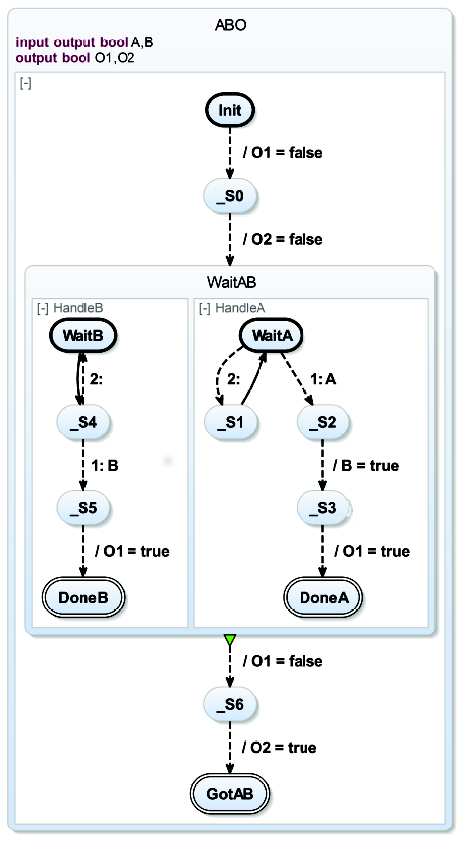 ABO
input output bool A,B
output bool O1,O2
[-]
Init
/ O1 = false
_S0
/ O2 = false
WaitAB
[-] HandleB
WaitB
2:
_S4
1: B
_S5
/ O1 = true
DoneB
[-] HandleA
WaitA
2:
1: A
_S1
_S2
/ B = true
_S3
/ O1 = true
DoneA
/ O1 = false
_S6
/ O2 = true
GotAB